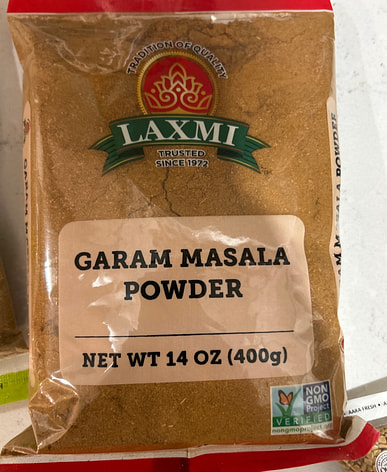 TRADITION OF QUALITY
LAXMI
TRUSTED
SINCE 1972
GARAM MASALA
POWDER
NET WT 14 OZ (400g)
NON
GMO
Project
VERIFIED
nongmoproject